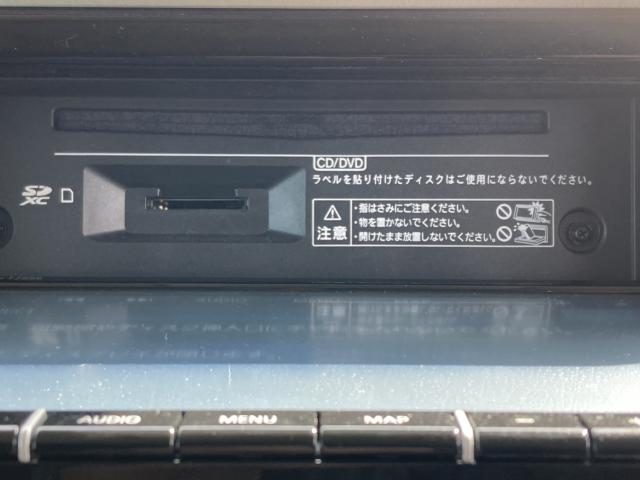 CD/DVD
ラベルを貼り付けたディスクはご使用にならないでください。
SD
XC
注意
・指はさみにご注意ください。
・物を置かないでください。
・開けたまま放置しないでください。
AUDIO MENU MAP